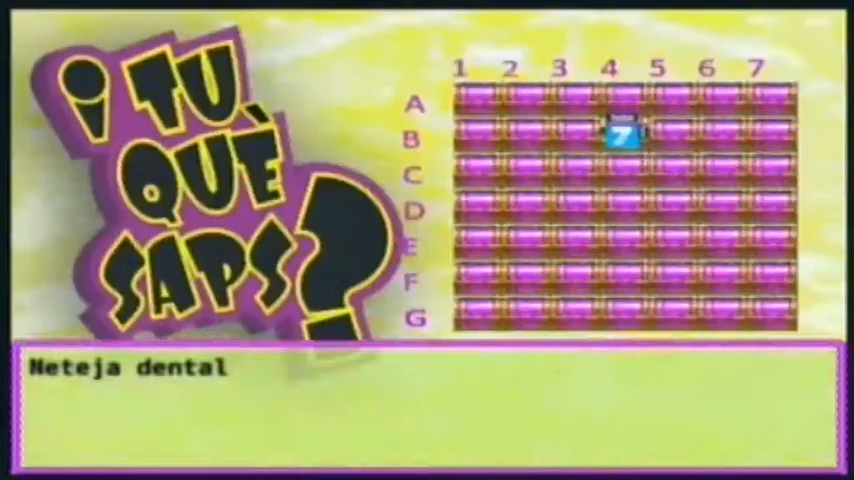 i TU
QUÈ
SAPS?
1 2 3 4 5 6 7
A
B
7
C
D
E
F
G
Neteja dental